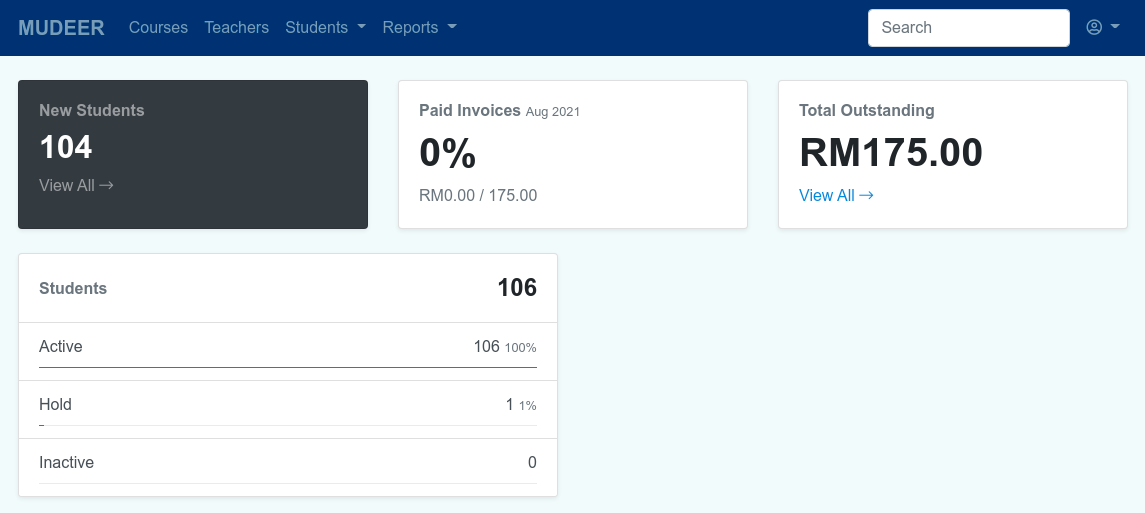 MUDEER Courses Teachers Students Reports Search
New Students
104
View All →
Paid Invoices Aug 2021
0%
RM0.00 / 175.00
Total Outstanding
RM175.00
View All →
Students 106
Active 106 100%
Hold 1 1%
Inactive 0